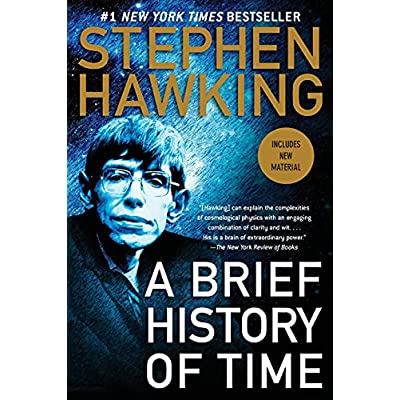 #1 NEW YORK TIMES BESTSELLER
STEPHEN
HAWKING
INCLUDES
NEW
MATERIAL
"[Hawking] can explain the complexities
of cosmological physics with an engaging
combination of clarity and wit. . . .
His is a brain of extraordinary power."
—The New York Review of Books
A BRIEF
HISTORY
OF TIME